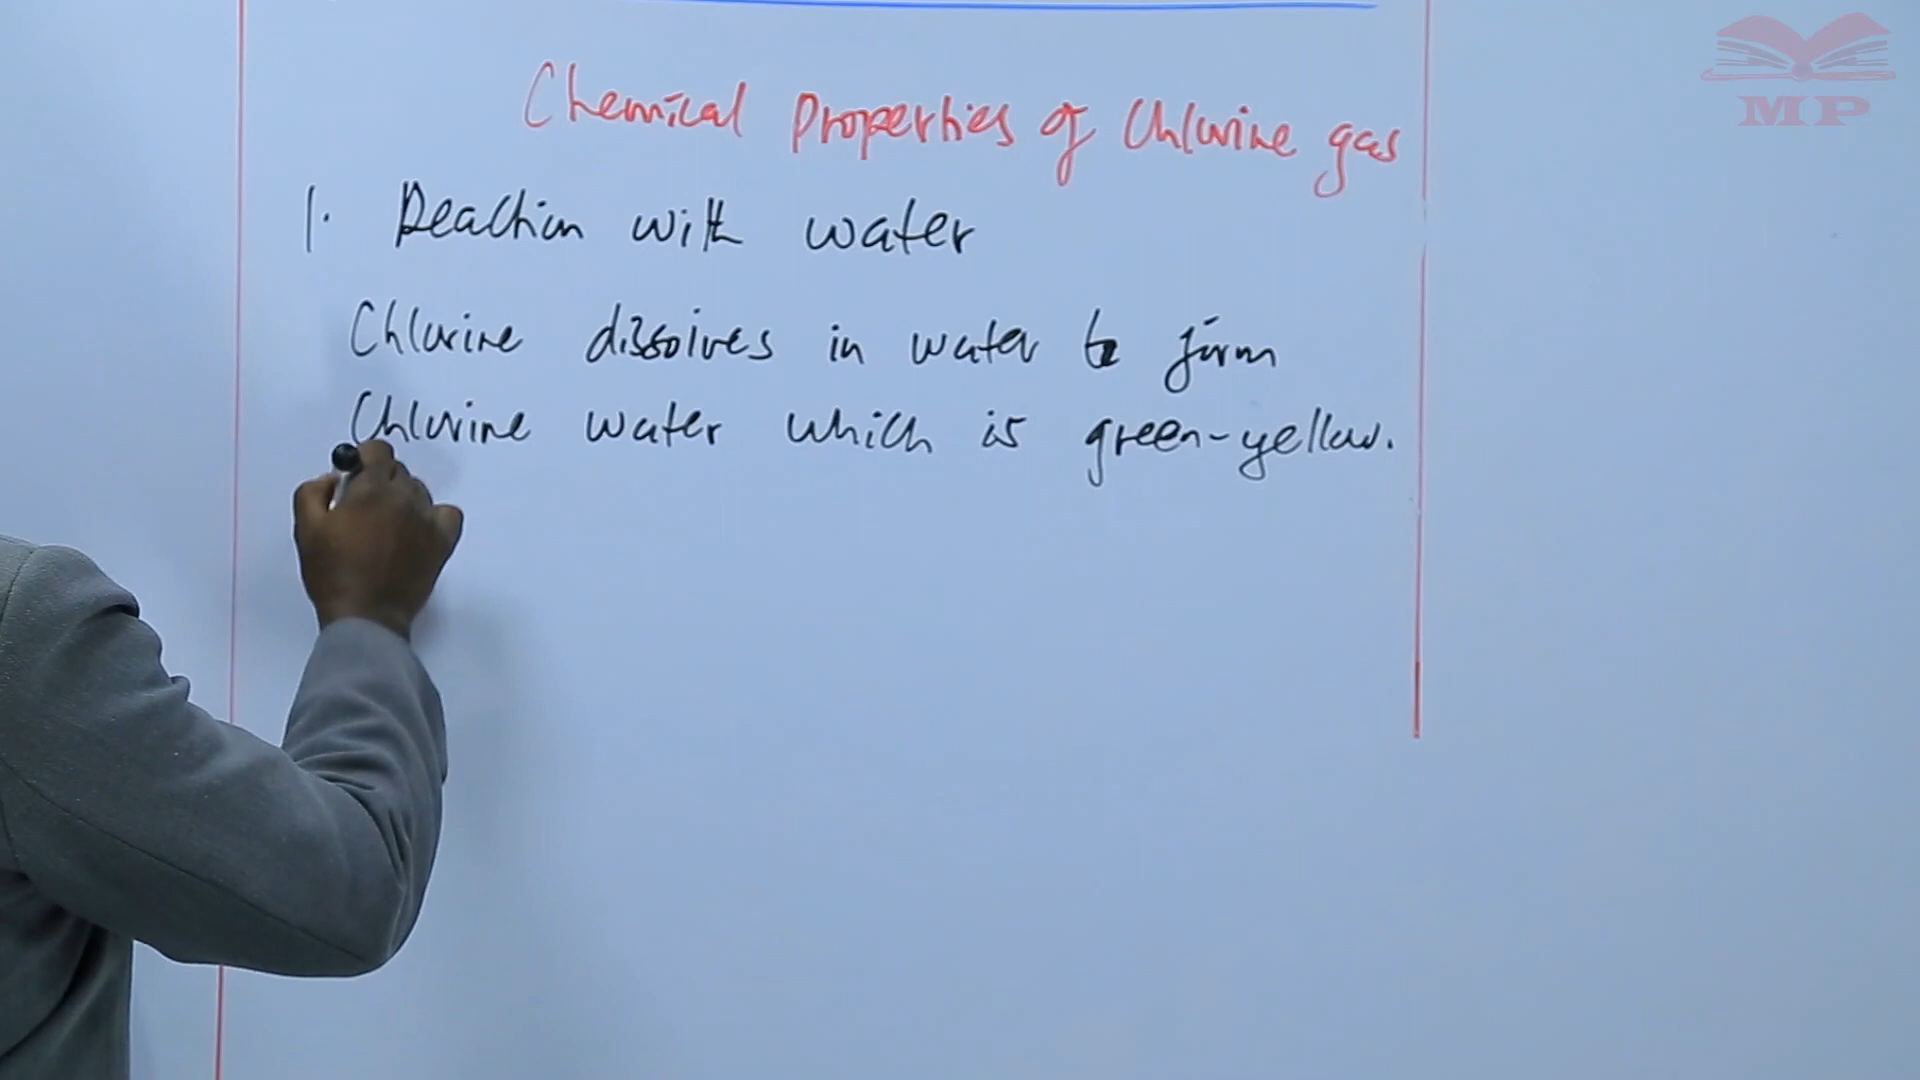 MP
Chemical Properties of Chlorine gas
1. Reaction with water
Chlorine dissolves in water to form
Chlorine water which is green-yellow.